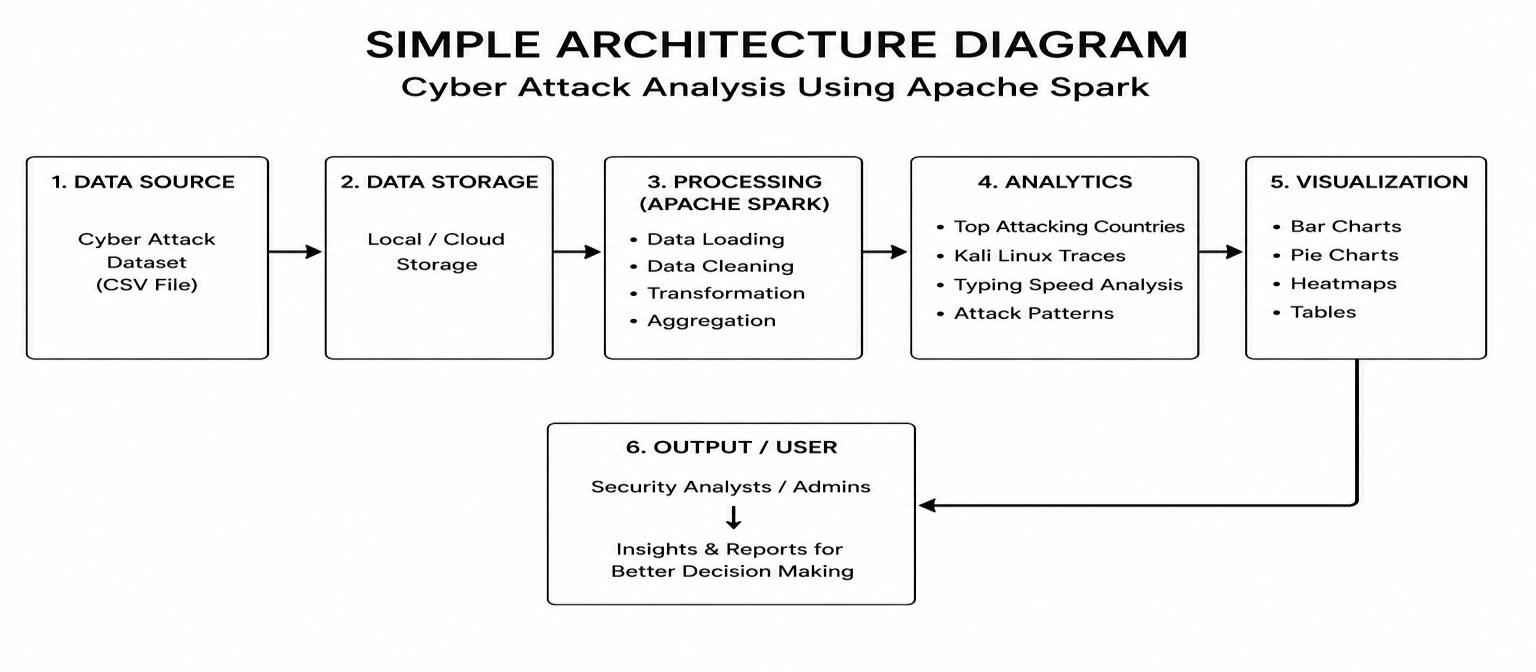 SIMPLE ARCHITECTURE DIAGRAM
Cyber Attack Analysis Using Apache Spark
1. DATA SOURCE
Cyber Attack
Dataset
(CSV File)
2. DATA STORAGE
Local / Cloud
Storage
3. PROCESSING
(APACHE SPARK)
• Data Loading
• Data Cleaning
• Transformation
• Aggregation
4. ANALYTICS
• Top Attacking Countries
• Kali Linux Traces
• Typing Speed Analysis
• Attack Patterns
5. VISUALIZATION
• Bar Charts
• Pie Charts
• Heatmaps
• Tables
6. OUTPUT / USER
Security Analysts / Admins
Insights & Reports for
Better Decision Making